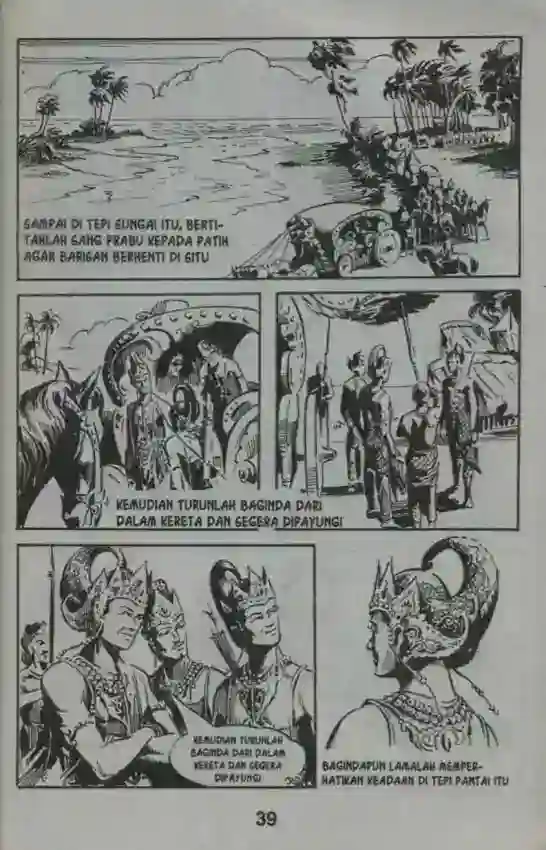 SAMPAI DI TEPI SUNGAI ITU, BERTI-
TAHLAH SANG PRABU KEPADA PATIH
AGAR BARISAN BERHENTI DI SITU
KEMUDIAN TURUNLAH BAGINDA DARI
DALAM KERETA DAN SEGERA DIPAYUNGI
KEMUDIAN TURUNLAH
BAGINDA DARI DALAM
KERETA DAN SEGERA
DIPAYUNGI
BAGINDAPUN LAMALAH MEMPER-
HATIKAN KEADAAN DI TEPI PANTAI ITU
39